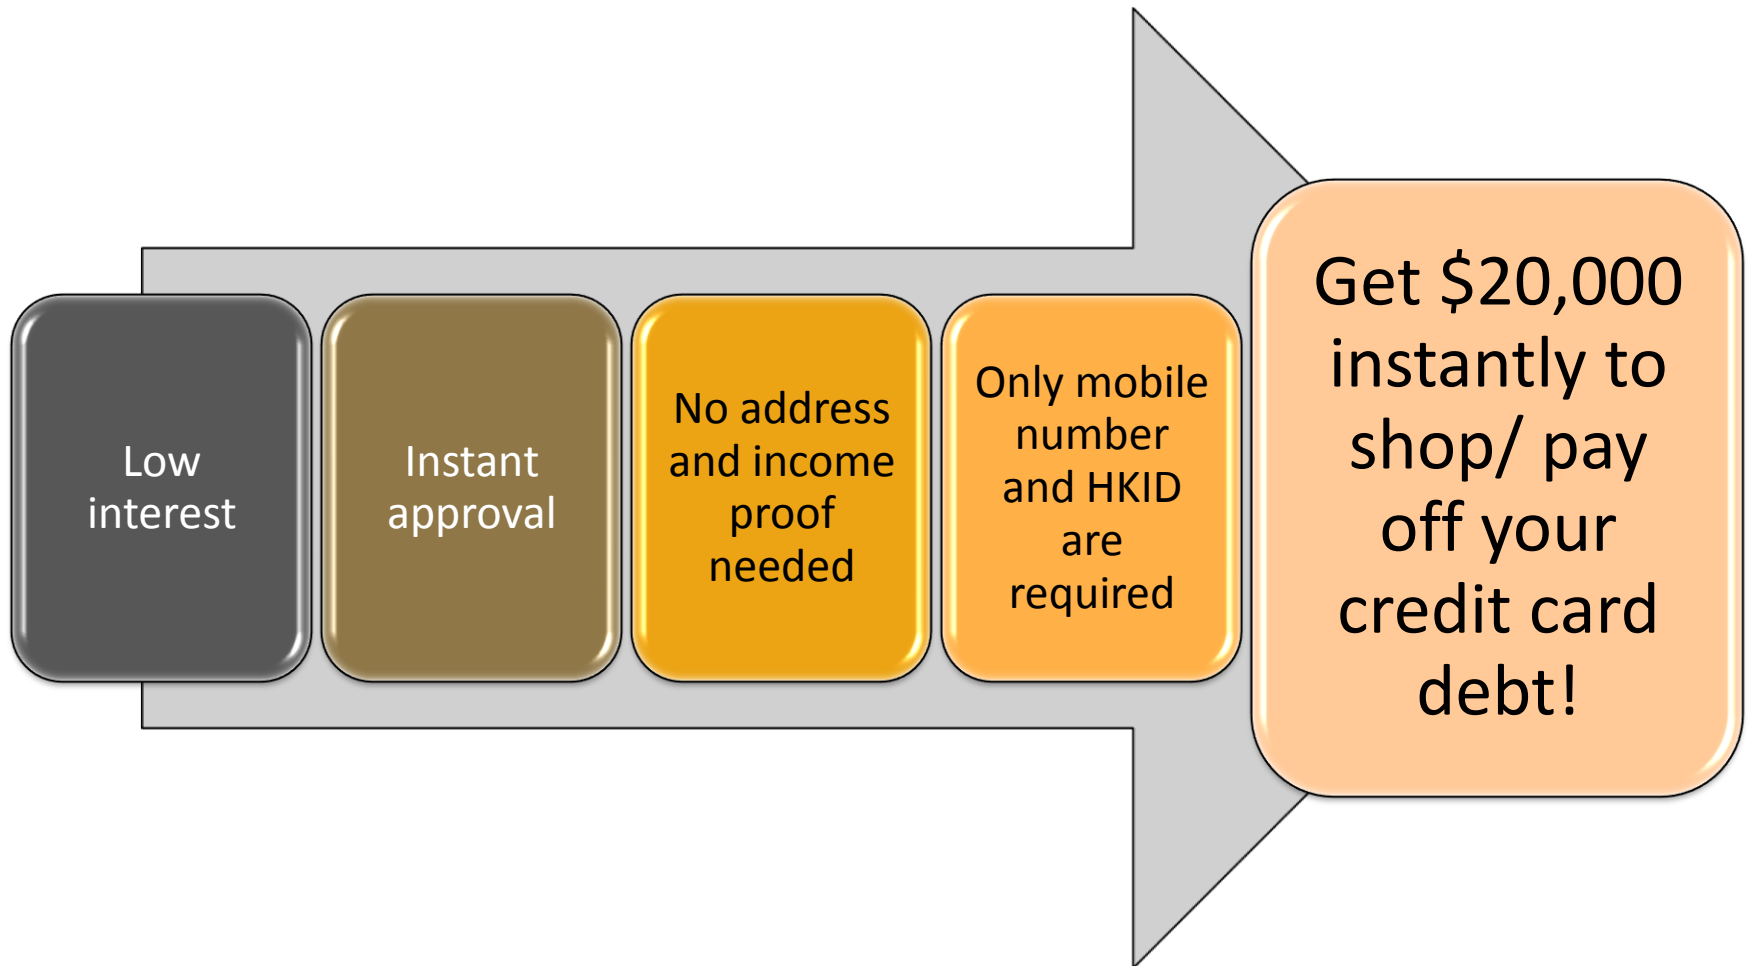 Low
interest
Instant
approval
No address
and income
proof
needed
Only mobile
number
and HKID
are
required
Get $20,000
instantly to
shop/ pay
off your
credit card
debt!